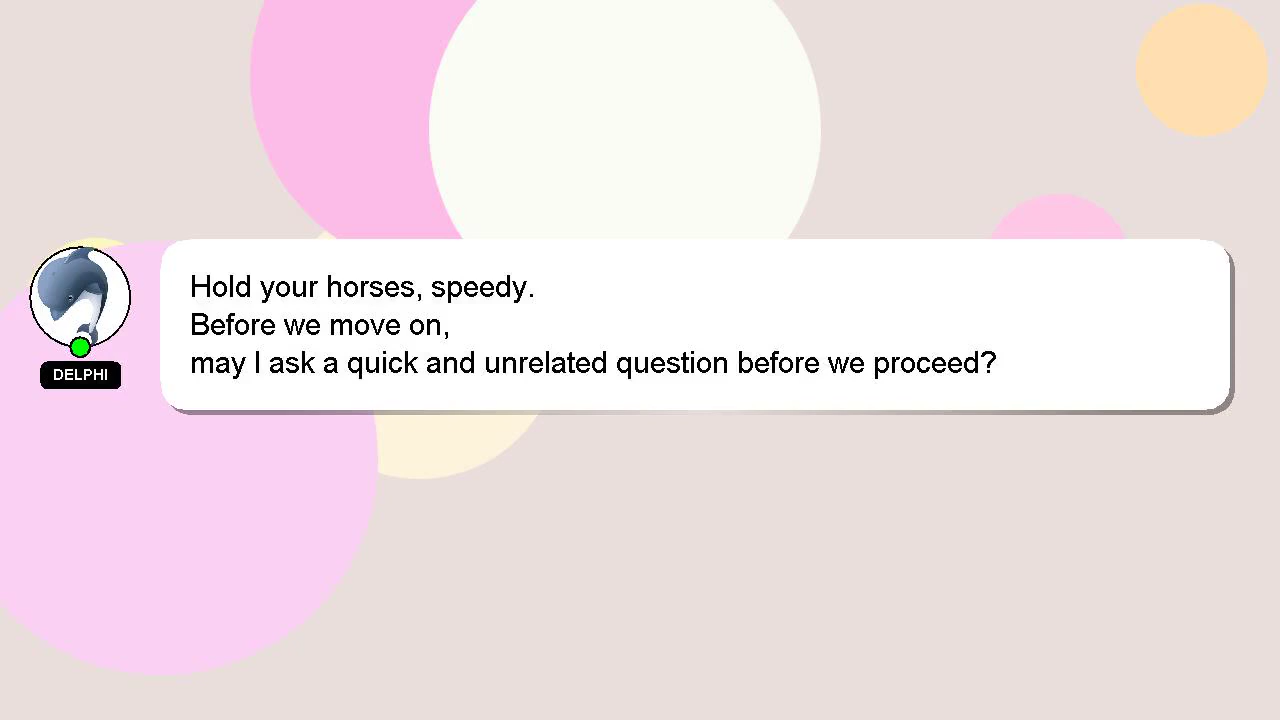 Hold your horses, speedy.
Before we move on,
may I ask a quick and unrelated question before we proceed?
DELPHI